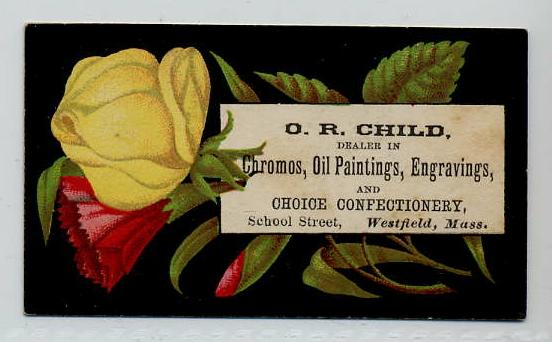 O. R. CHILD,
DEALER IN
Chromos, Oil Paintings, Engravings,
AND
CHOICE CONFECTIONERY,
School Street, Westfield, Mass.